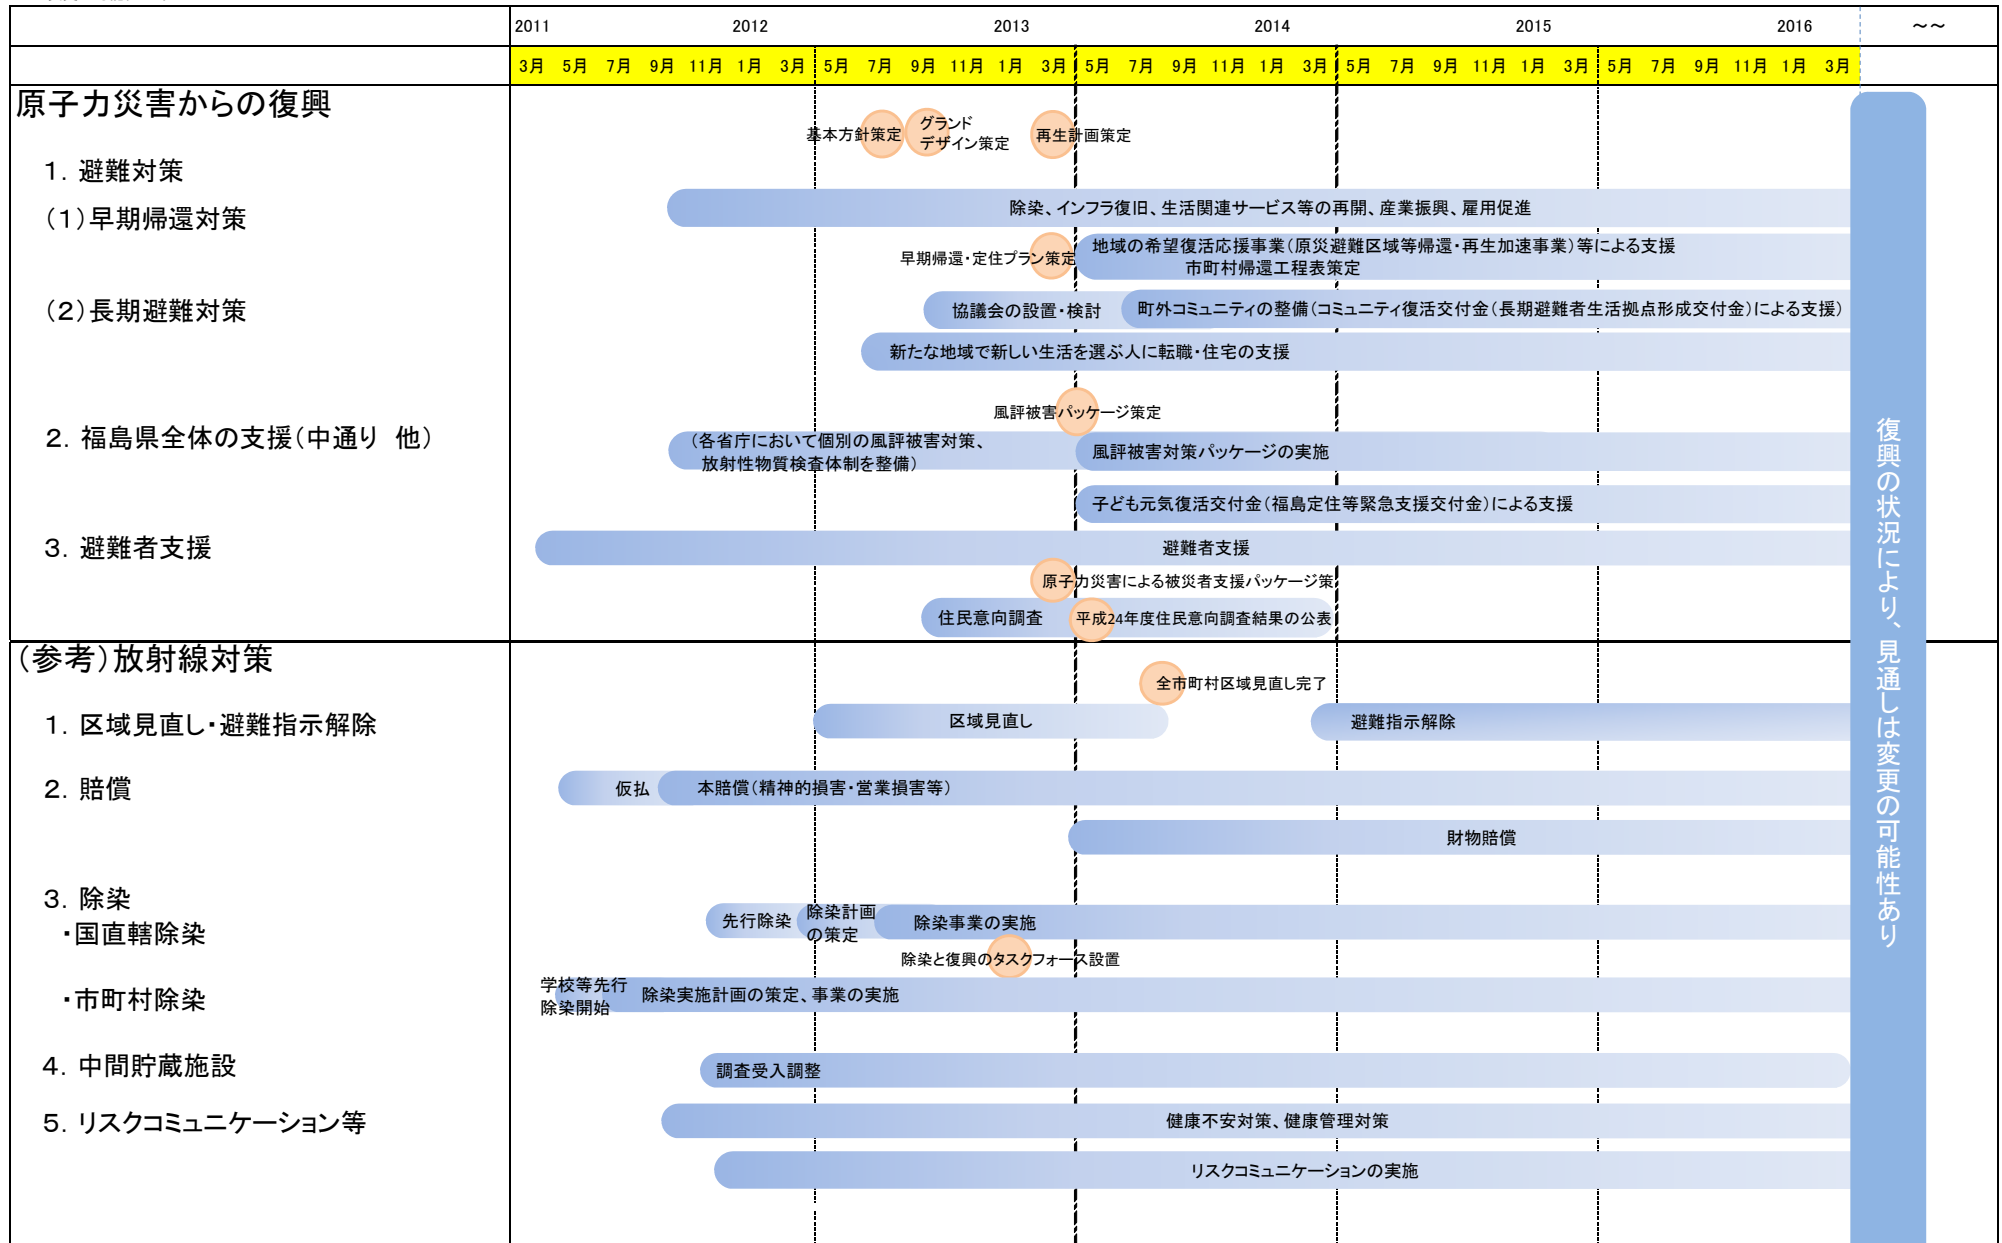 2011 2012 2013 2014 2015 2016 ～～
3月 5月 7月 9月 11月 1月 3月 5月 7月 9月 11月 1月 3月 5月 7月 9月 11月 1月 3月 5月 7月 9月 11月 1月 3月 5月 7月 9月 11月 1月 3月
原子力災害からの復興
基本方針策定
グランド
デザイン策定
再生計画策定
1．避難対策
（1）早期帰還対策
除染、インフラ復旧、生活関連サービス等の再開、産業振興、雇用促進
早期帰還・定住プラン策定
地域の希望復活応援事業（原災避難区域等帰還・再生加速事業）等による支援
市町村帰還工程表策定
（2）長期避難対策
協議会の設置・検討
町外コミュニティの整備（コミュニティ復活交付金（長期避難者生活拠点形成交付金）による支援）
新たな地域で新しい生活を選ぶ人に転職・住宅の支援
風評被害パッケージ策定
2．福島県全体の支援（中通り　他）
（各省庁において個別の風評被害対策、
放射性物質検査体制を整備）
風評被害対策パッケージの実施
子ども元気復活交付金（福島定住等緊急支援交付金）による支援
3．避難者支援
避難者支援
原子力災害による被災者支援パッケージ策
住民意向調査
平成24年度住民意向調査結果の公表
（参考）放射線対策
全市町村区域見直し完了
1．区域見直し・避難指示解除
区域見直し
避難指示解除
2．賠償
仮払
本賠償（精神的損害・営業損害等）
財物賠償
3．除染
・国直轄除染
先行除染
除染計画
の策定
除染事業の実施
除染と復興のタスクフォース設置
・市町村除染
学校等先行
除染開始
除染実施計画の策定、事業の実施
4．中間貯蔵施設
調査受入調整
5．リスクコミュニケーション等
健康不安対策、健康管理対策
リスクコミュニケーションの実施
復興の状況により、見通しは変更の可能性あり